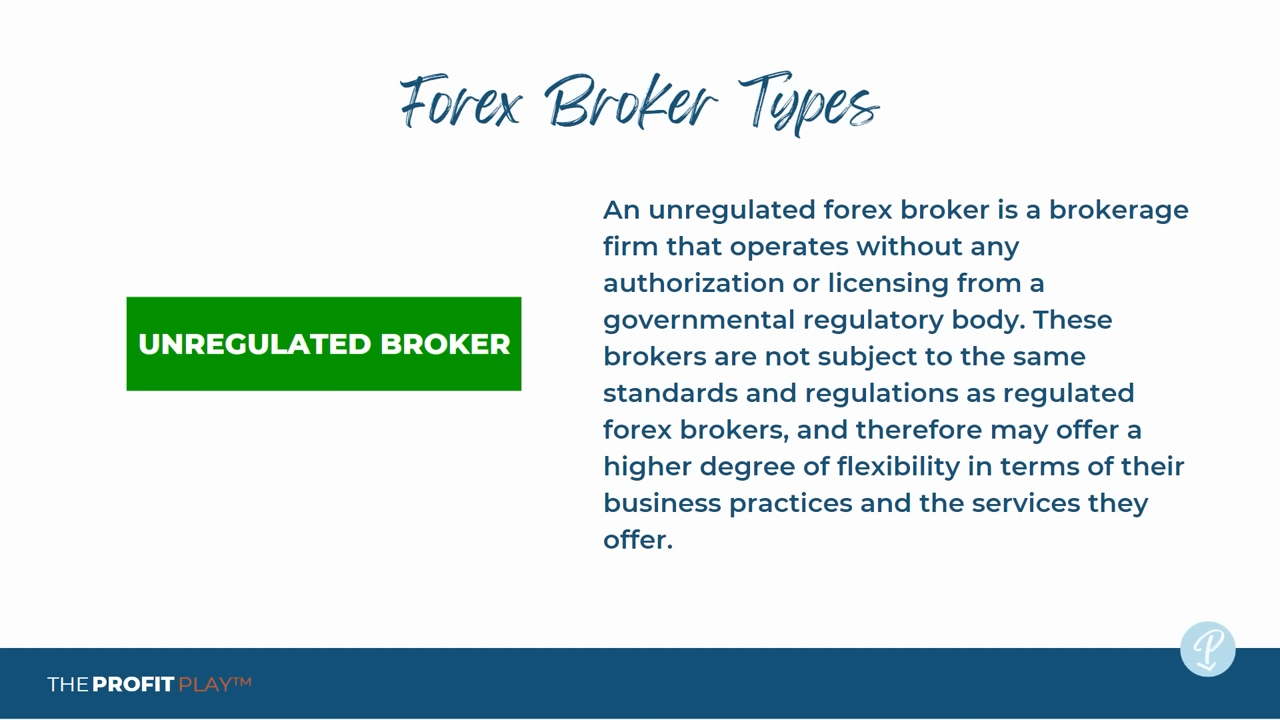 Forex Broker Types
UNREGULATED BROKER
An unregulated forex broker is a brokerage
firm that operates without any
authorization or licensing from a
governmental regulatory body. These
brokers are not subject to the same
standards and regulations as regulated
forex brokers, and therefore may offer a
higher degree of flexibility in terms of their
business practices and the services they
offer.
THE PROFIT PLAY™
P